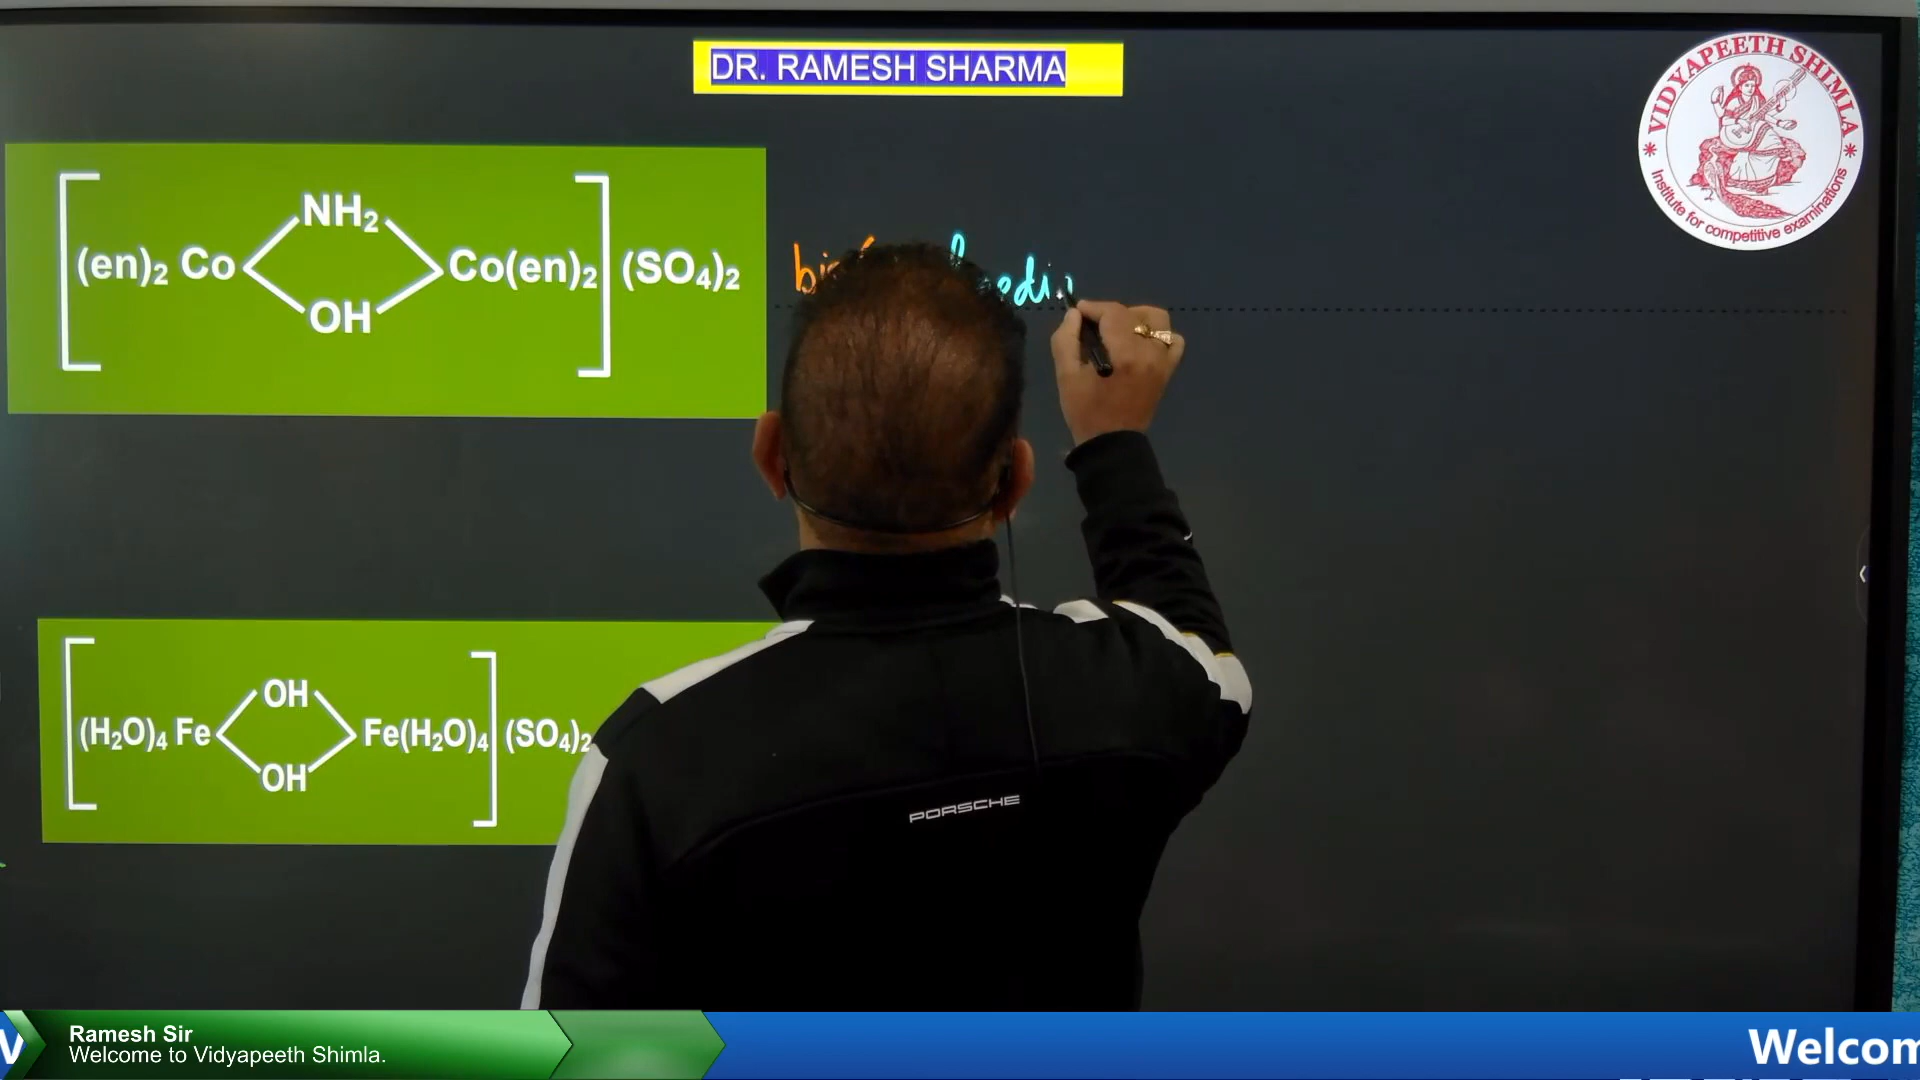 DR. RAMESH SHARMA
VIDYAPEETH SHIMLA
Institute for competitive examinations
NH2
(en)2 Co Co(en)2 (SO4)2
OH
OH
(H2O)4 Fe Fe(H2O)4 (SO4)2
OH
PORSCHE
Ramesh Sir
Welcome to Vidyapeeth Shimla.
Welcom